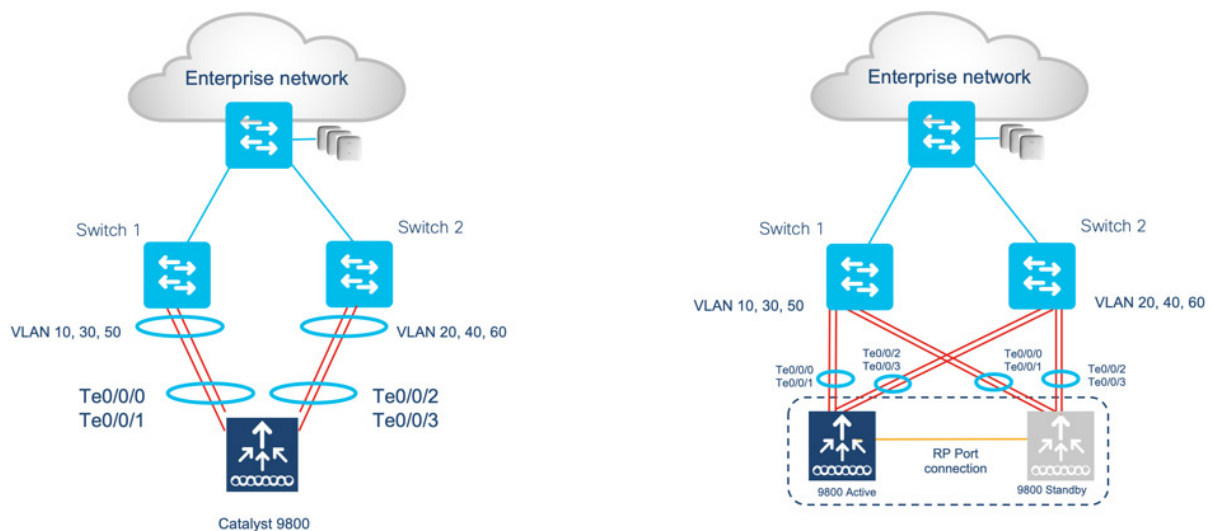 Enterprise network
Switch 1
Switch 2
VLAN 10, 30, 50
VLAN 20, 40, 60
Te0/0/0
Te0/0/1
Te0/0/2
Te0/0/3
Catalyst 9800
Enterprise network
Switch 1
Switch 2
VLAN 10, 30, 50
VLAN 20, 40, 60
Te0/0/0
Te0/0/1
Te0/0/2
Te0/0/3
Te0/0/0
Te0/0/1
Te0/0/2
Te0/0/3
RP Port
connection
9800 Active
9800 Standby